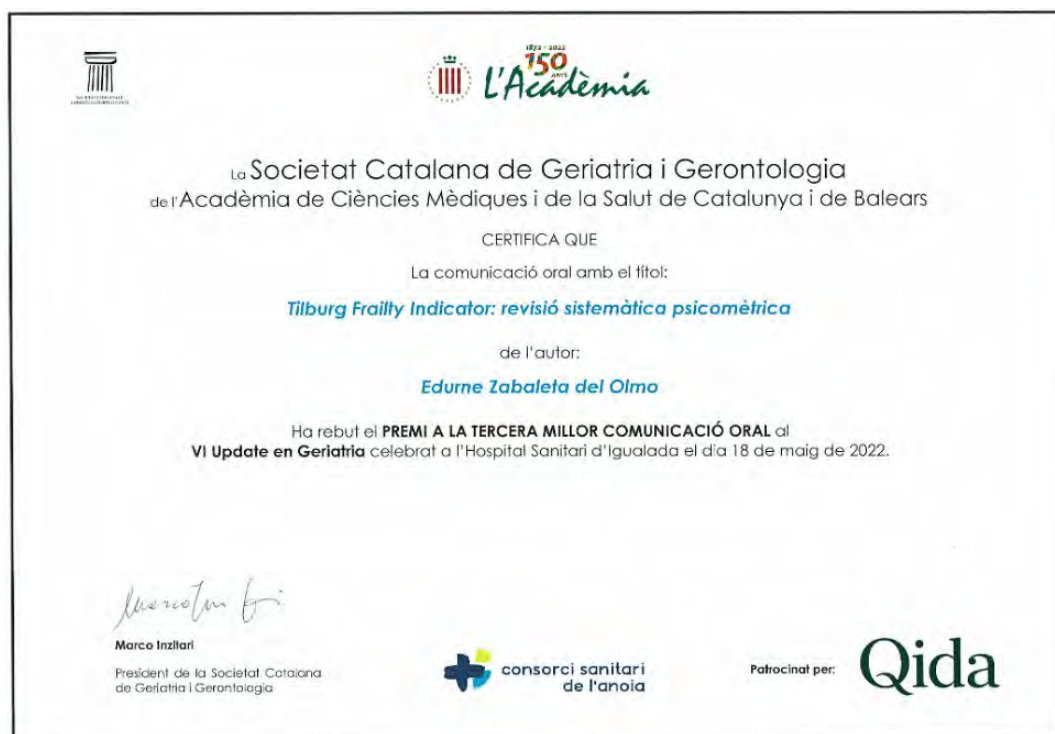 1872 - 2022
150
ANYS
L'Acadèmia
La Societat Catalana de Geriatria i Gerontologia
de l'Acadèmia de Ciències Mèdiques i de la Salut de Catalunya i de Balears
CERTIFICA QUE
La comunicació oral amb el títol:
Tilburg Frailty Indicator: revisió sistemàtica psicomètrica
de l'autor:
Edurne Zabaleta del Olmo
Ha rebut el PREMI A LA TERCERA MILLOR COMUNICACIÓ ORAL al
VI Update en Geriatria celebrat a l'Hospital Sanitari d'Igualada el dia 18 de maig de 2022.
Marco Inzitari
President de la Societat Catalana
de Geriatria i Gerontologia
consorci sanitari
de l'anoia
Patrocinat per:
Qida